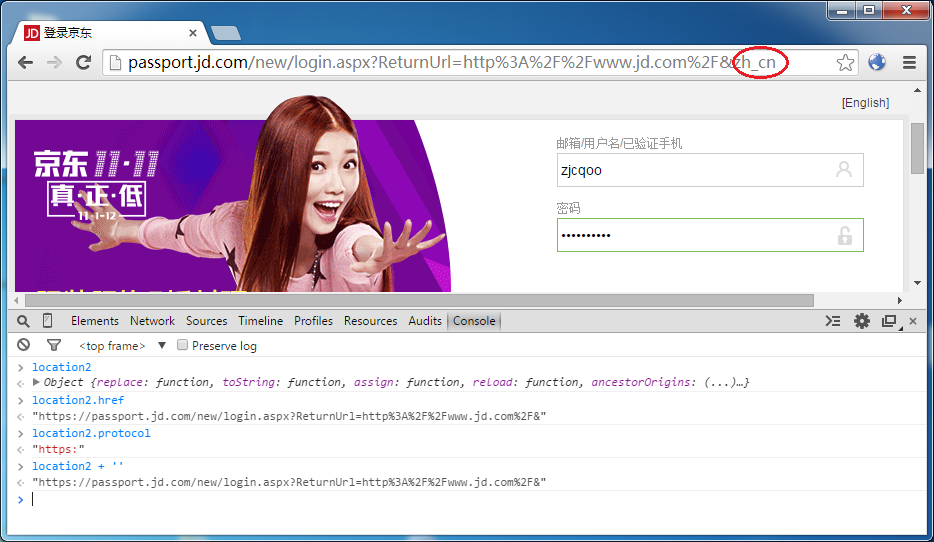 登录京东
passport.jd.com/new/login.aspx?ReturnUrl=http%3A%2F%2Fwww.jd.com%2F&zh_cn
[English]
京东 11·11
真·正·低
11·1-12
邮箱/用户名/已验证手机
zjcqoo
密码
••••••••••
Elements Network Sources Timeline Profiles Resources Audits Console
<top frame> ▼ Preserve log
location2
Object {replace: function, toString: function, assign: function, reload: function, ancestorOrigins: (...)…}
location2.href
"https://passport.jd.com/new/login.aspx?ReturnUrl=http%3A%2F%2Fwww.jd.com%2F&"
location2.protocol
"https:"
location2 + ''
"https://passport.jd.com/new/login.aspx?ReturnUrl=http%3A%2F%2Fwww.jd.com%2F&"